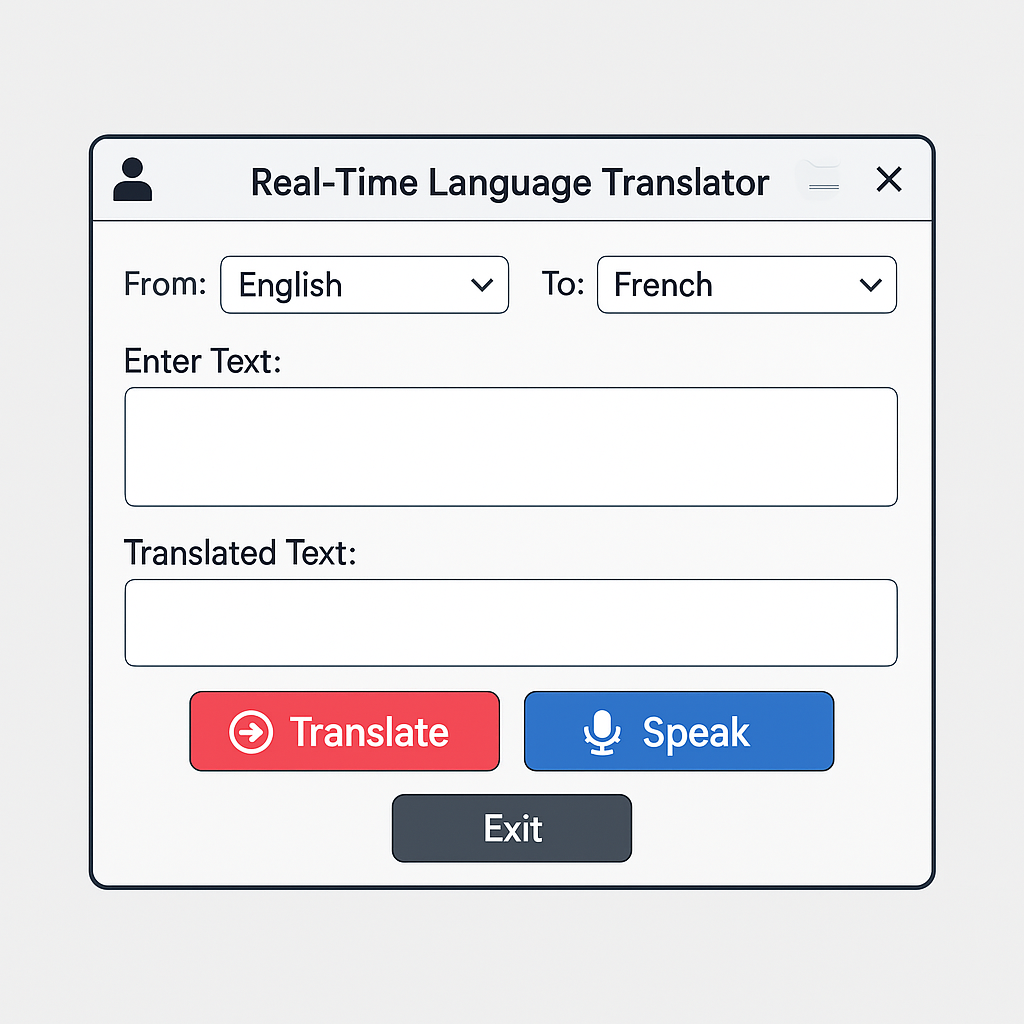 Real-Time Language Translator
From: English To: French
Enter Text:
Translated Text:
Translate Speak
Exit